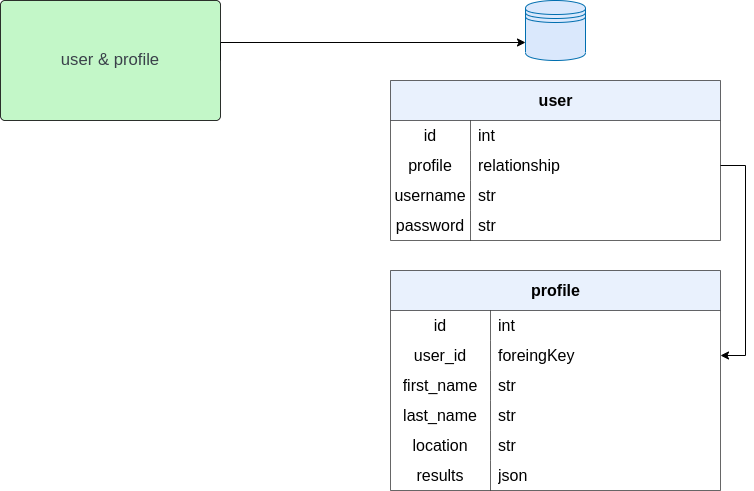 user & profile
user
id int
profile relationship
username str
password str
profile
id int
user_id foreingKey
first_name str
last_name str
location str
results json